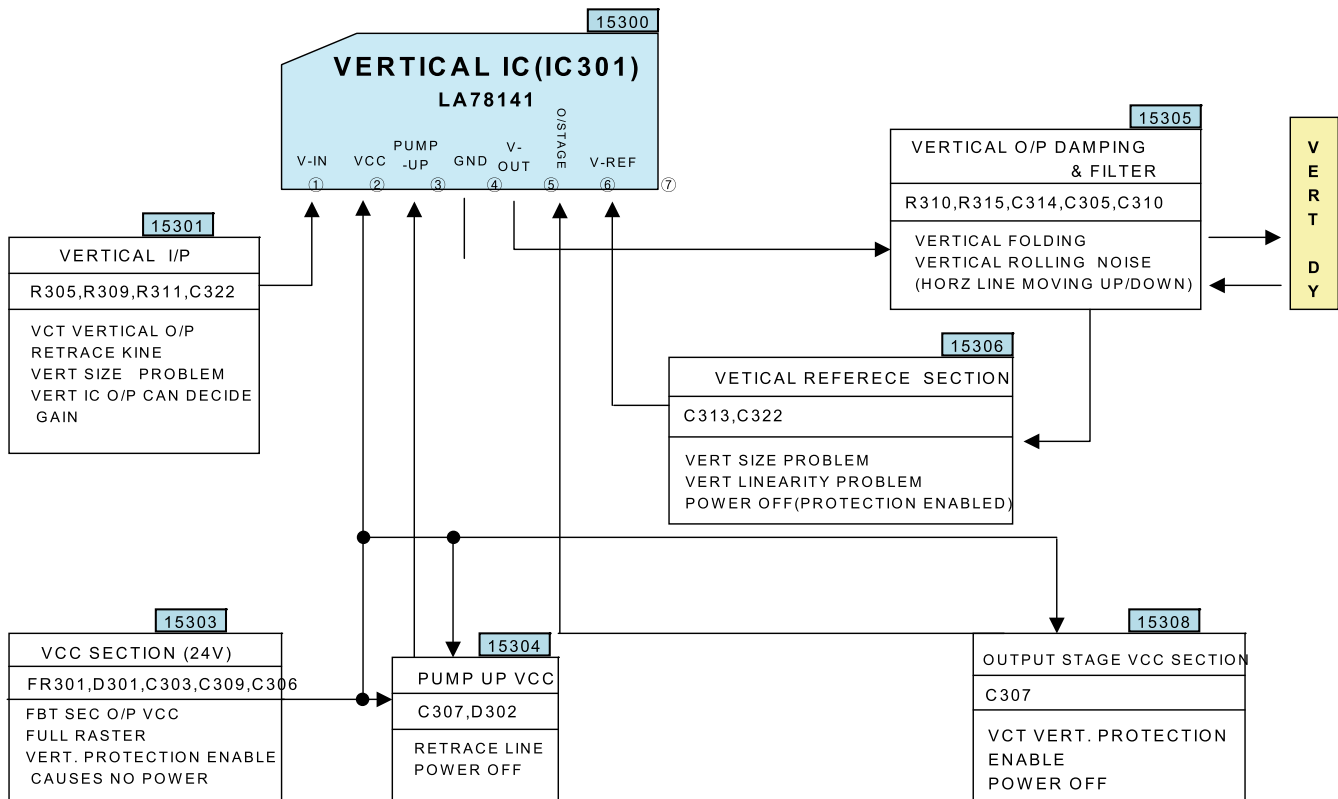 15300
VERTICAL IC(IC301)
LA78141
V-IN
VCC
PUMP
-UP
GND
V-
OUT
O/STAGE
V-REF
① ② ③ ④ ⑤ ⑥ ⑦
15301
VERTICAL I/P
R305,R309,R311,C322
VCT VERTICAL O/P
RETRACE KINE
VERT SIZE PROBLEM
VERT IC O/P CAN DECIDE
GAIN
15305
VERTICAL O/P DAMPING
& FILTER
R310,R315,C314,C305,C310
VERTICAL FOLDING
VERTICAL ROLLING NOISE
(HORZ LINE MOVING UP/DOWN)
VERT DY
15306
VETICAL REFERECE SECTION
C313,C322
VERT SIZE PROBLEM
VERT LINEARITY PROBLEM
POWER OFF(PROTECTION ENABLED)
15303
VCC SECTION (24V)
FR301,D301,C303,C309,C306
FBT SEC O/P VCC
FULL RASTER
VERT. PROTECTION ENABLE
CAUSES NO POWER
15304
PUMP UP VCC
C307,D302
RETRACE LINE
POWER OFF
15308
OUTPUT STAGE VCC SECTION
C307
VCT VERT. PROTECTION
ENABLE
POWER OFF